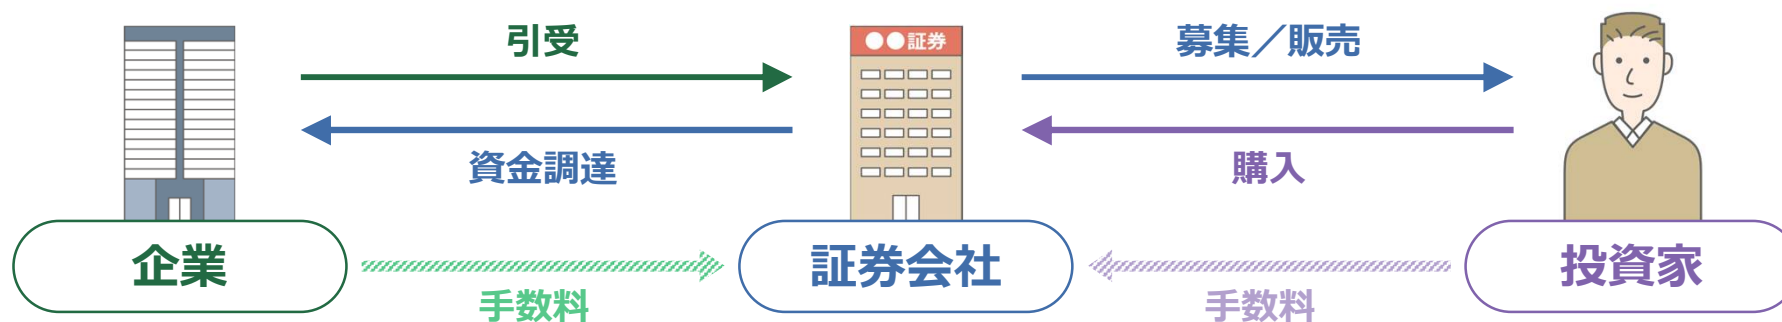 引受
●●証券
募集／販売
資金調達
購入
企業
証券会社
投資家
手数料
手数料